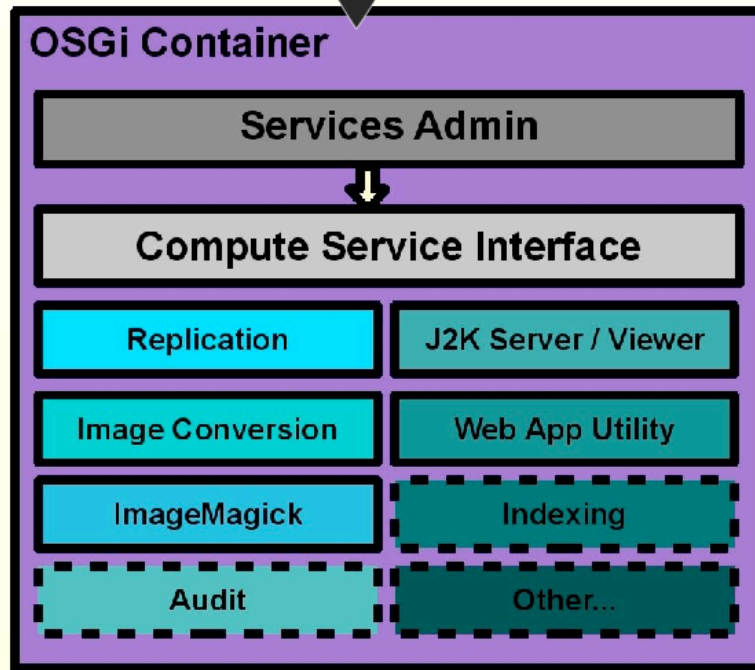 OSGi Container
Services Admin
Compute Service Interface
Replication
J2K Server / Viewer
Image Conversion
Web App Utility
ImageMagick
Indexing
Audit
Other...